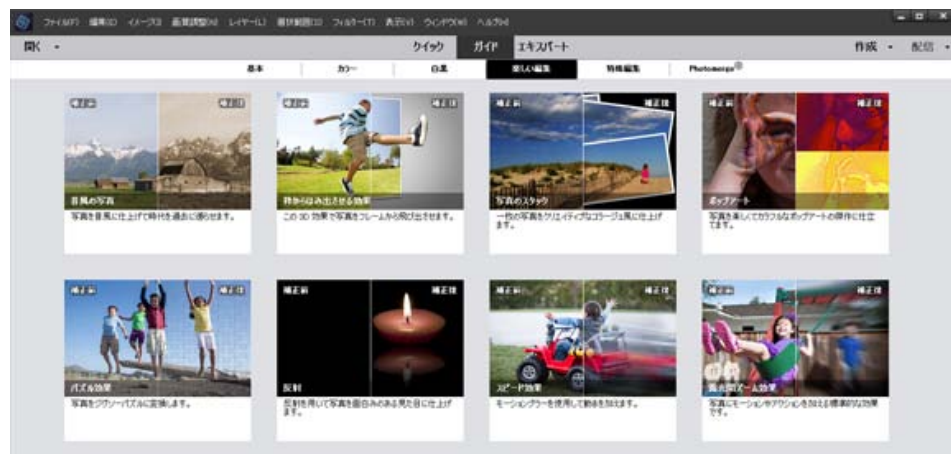 ファイル(F) 編集(E) イメージ(I) 画質調整(N) レイヤー(L) 選択範囲(S) フィルター(T) 表示(V) ウィンドウ(W) ヘルプ(H)
開く クイック ガイド エキスパート 作成 配信
基本 カラー 白黒 楽しい編集 特殊編集 Photomerge
補正前 補正後 補正前 補正後 補正前 補正後 補正前 補正後
昔風の写真 枠からはみ出させる効果 写真のスタック ポップアート
写真を昔風に仕上げて時代を過去に遡らせます。 この 3D 効果で写真をフレームから飛び出させます。 一枚の写真をクリエイティブなコラージュ風に仕上げ 写真を楽しくてカラフルなポップアートの傑作に仕立
ます。 てます。
補正前 補正後 補正前 補正後 補正前 補正後 補正前 補正後
パズル効果 反射 スピード効果 露光間ズーム効果
写真をジグソーパズルに変換します。 反射を用いて写真を面白みのある見た目に仕上げ モーションブラーを使用して動きを加えます。 写真にモーションやアクションを加える標準的な効果
ます。 です。